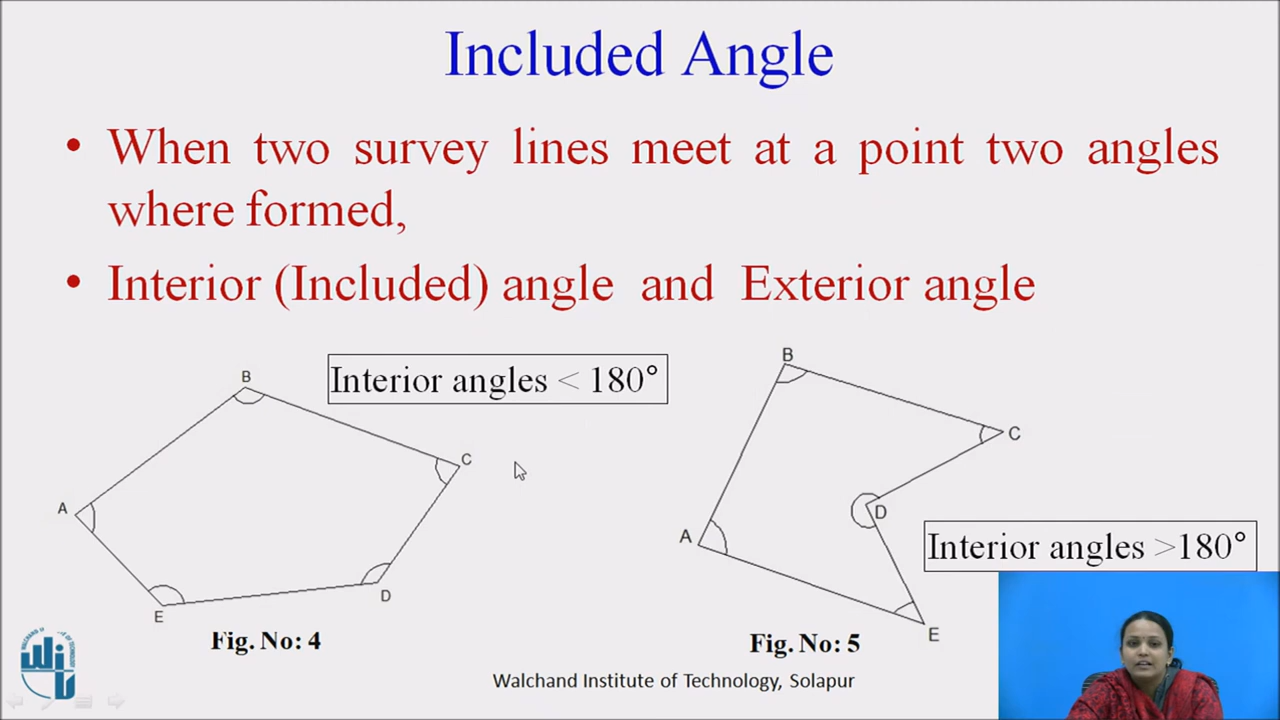 Included Angle
• When two survey lines meet at a point two angles
where formed,
• Interior (Included) angle and Exterior angle
Interior angles < 180°
B
C
A
D
E
Fig. No: 4
B
C
D
A
E
Interior angles >180°
Fig. No: 5
WIT
Walchand Institute of Technology, Solapur